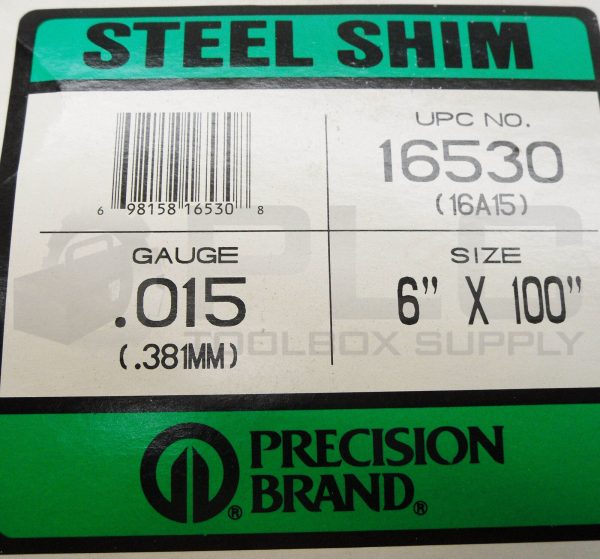 STEEL SHIM
6 98158 16530 8
UPC NO.
16530
(16A15)
GAUGE
.015
(.381MM)
SIZE
6" X 100"
PLC
TOOLBOX SUPPLY
PRECISION
BRAND®